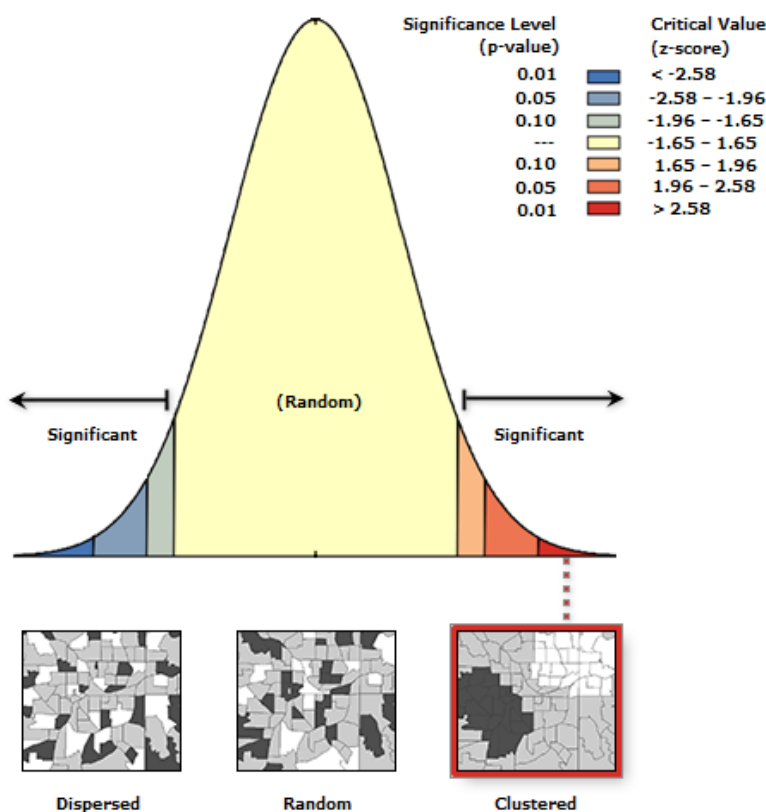 Significance Level Critical Value
(p-value) (z-score)
0.01 < -2.58
0.05 -2.58 – -1.96
0.10 -1.96 – -1.65
--- -1.65 – 1.65
0.10 1.65 – 1.96
0.05 1.96 – 2.58
0.01 > 2.58
(Random)
Significant Significant
Dispersed Random Clustered